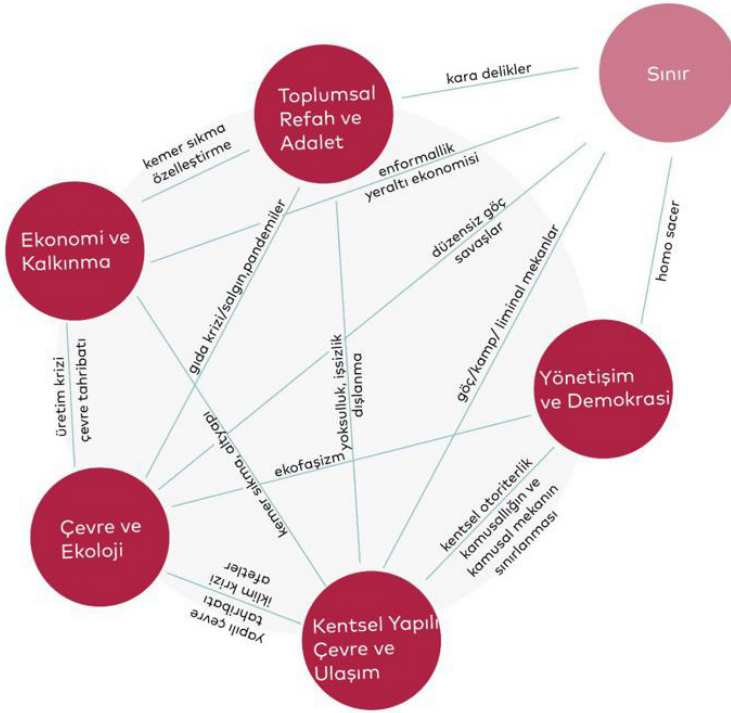 Sınır
Toplumsal
Refah ve
Adalet
kara delikler
kemer sıkma
özelleştirme
enformallik
yeraltı ekonomisi
Ekonomi ve
Kalkınma
düzensiz göç
savaşlar
homo sacer
gıda krizi/salgın,pandemiler
göç/kamp/ liminal mekanlar
üretim krizi
çevre tahribatı
yoksulluk, işsizlik
dışlanma
Yönetişim
ve Demokrasi
ekofaşizm
kemer sıkma, altyapı
kentsel otoriterlik
kamusallığın ve
kamusal mekanın
sınırlanması
Çevre ve
Ekoloji
yapılı çevre
tahribatı
iklim krizi
afetler
Kentsel Yapılı
Çevre ve
Ulaşım